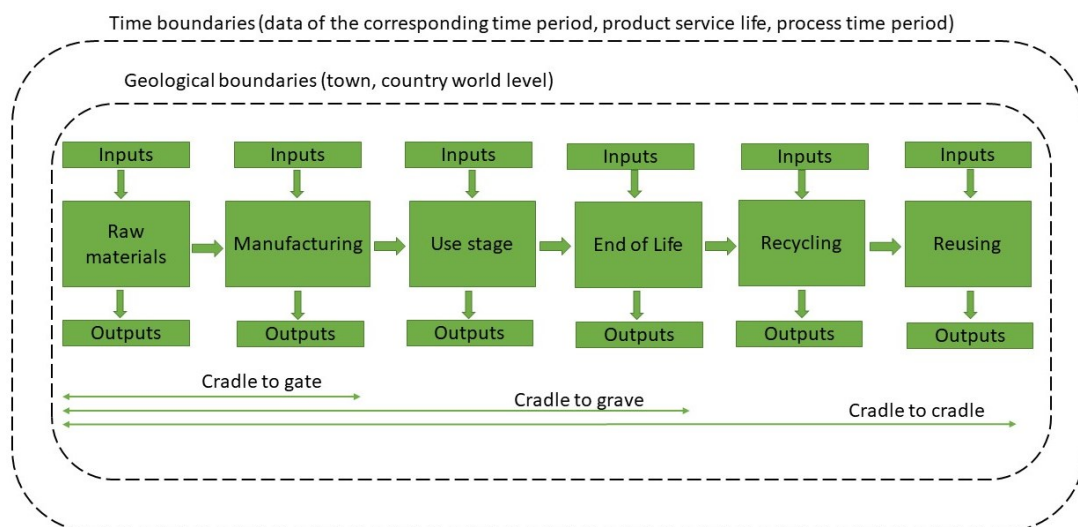 Time boundaries (data of the corresponding time period, product service life, process time period)
Geological boundaries (town, country world level)
Inputs
Inputs
Inputs
Inputs
Inputs
Inputs
Raw
materials
Manufacturing
Use stage
End of Life
Recycling
Reusing
Outputs
Outputs
Outputs
Outputs
Outputs
Outputs
Cradle to gate
Cradle to grave
Cradle to cradle